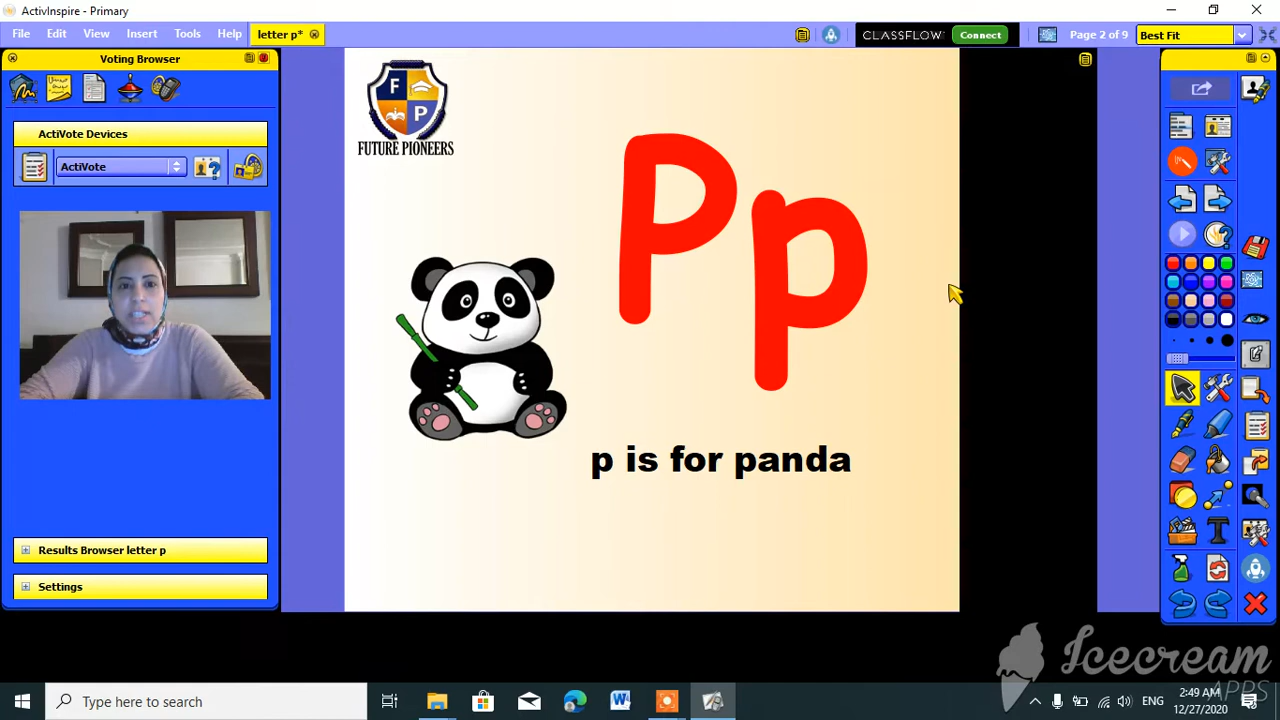 ActivInspire - Primary
File Edit View Insert Tools Help letter p* CLASSFLOW Connect Page 2 of 9 Best Fit
Voting Browser
ActiVote Devices
ActiVote
F
P
FUTURE PIONEERS
Pp
p is for panda
Results Browser letter p
Settings
Icecream
APPS
Type here to search
ENG
2:49 AM
12/27/2020